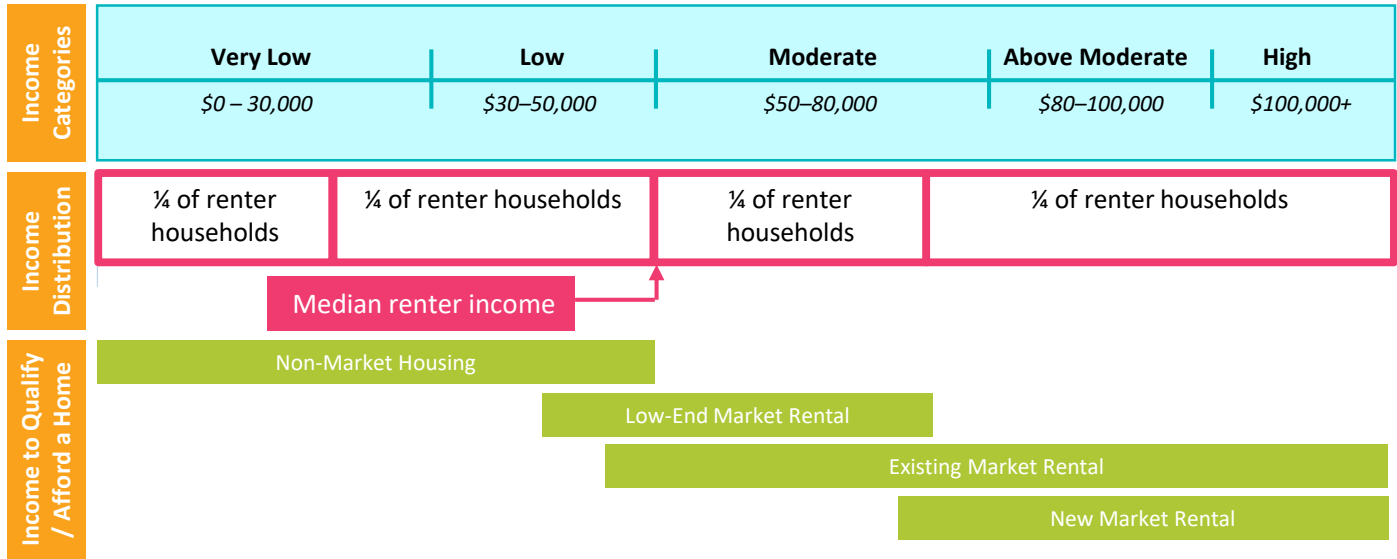 Income
Categories
Very Low
Low
Moderate
Above Moderate
High
$0 – 30,000
$30–50,000
$50–80,000
$80–100,000
$100,000+
Income
Distribution
¼ of renter
households
¼ of renter households
¼ of renter
households
¼ of renter households
Median renter income
Income to Qualify
/ Afford a Home
Non-Market Housing
Low-End Market Rental
Existing Market Rental
New Market Rental